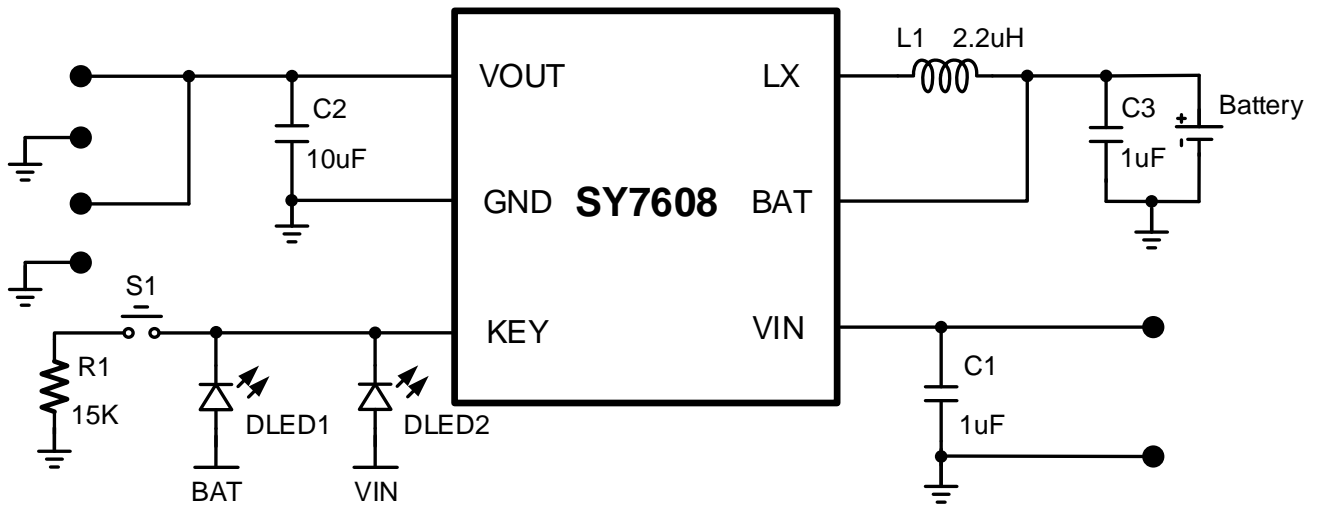 L1 2.2uH
VOUT LX
C2 C3 Battery
+
10uF 1uF
-
GND SY7608 BAT
S1
KEY VIN
R1 C1
15K DLED1 DLED2 1uF
BAT VIN